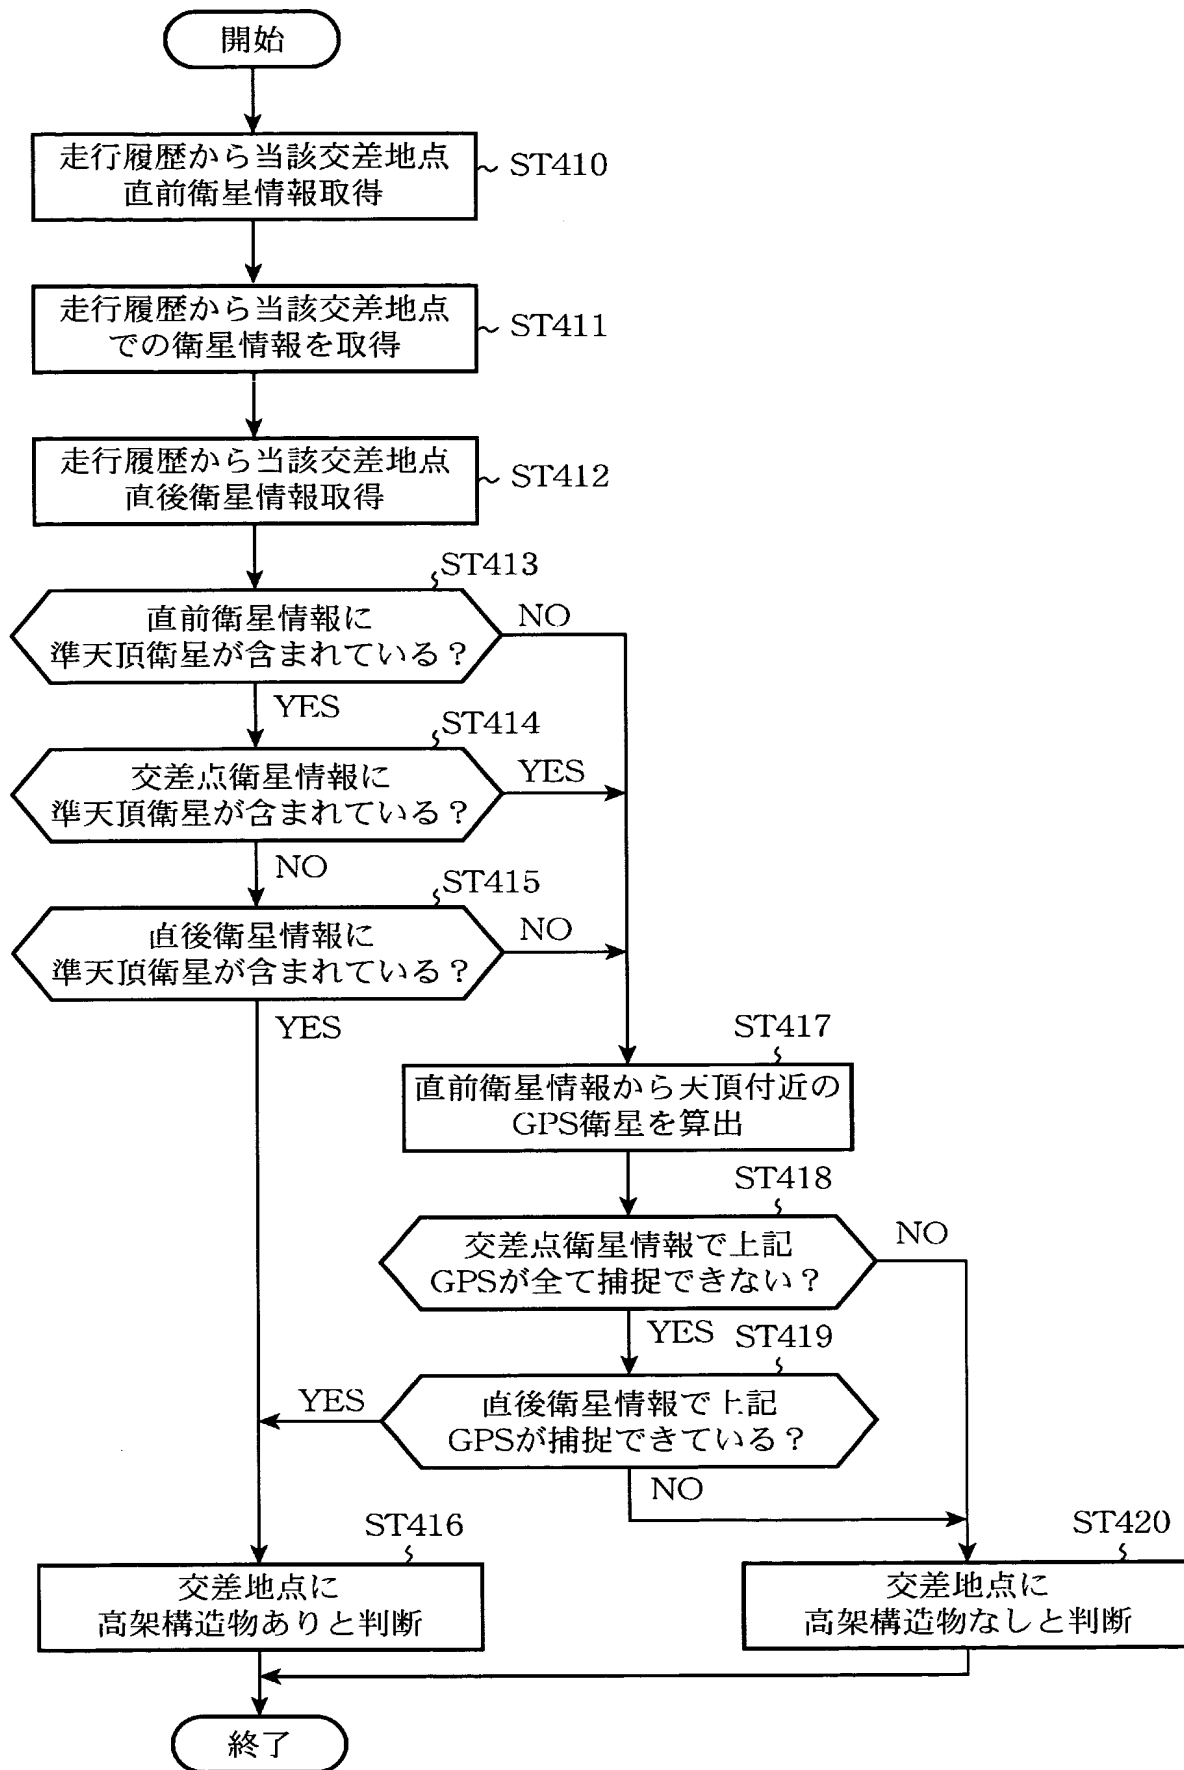 開始
走行履歴から当該交差地点
直前衛星情報取得
ST410
走行履歴から当該交差地点
での衛星情報を取得
ST411
走行履歴から当該交差地点
直後衛星情報取得
ST412
ST413
直前衛星情報に
準天頂衛星が含まれている？
NO
YES
ST414
交差点衛星情報に
準天頂衛星が含まれている？
YES
NO
ST415
直後衛星情報に
準天頂衛星が含まれている？
NO
YES
ST417
直前衛星情報から天頂付近の
GPS衛星を算出
ST418
交差点衛星情報で上記
GPSが全て捕捉できない？
NO
YES
ST419
直後衛星情報で上記
GPSが捕捉できている？
YES
NO
ST416
交差地点に
高架構造物ありと判断
ST420
交差地点に
高架構造物なしと判断
終了